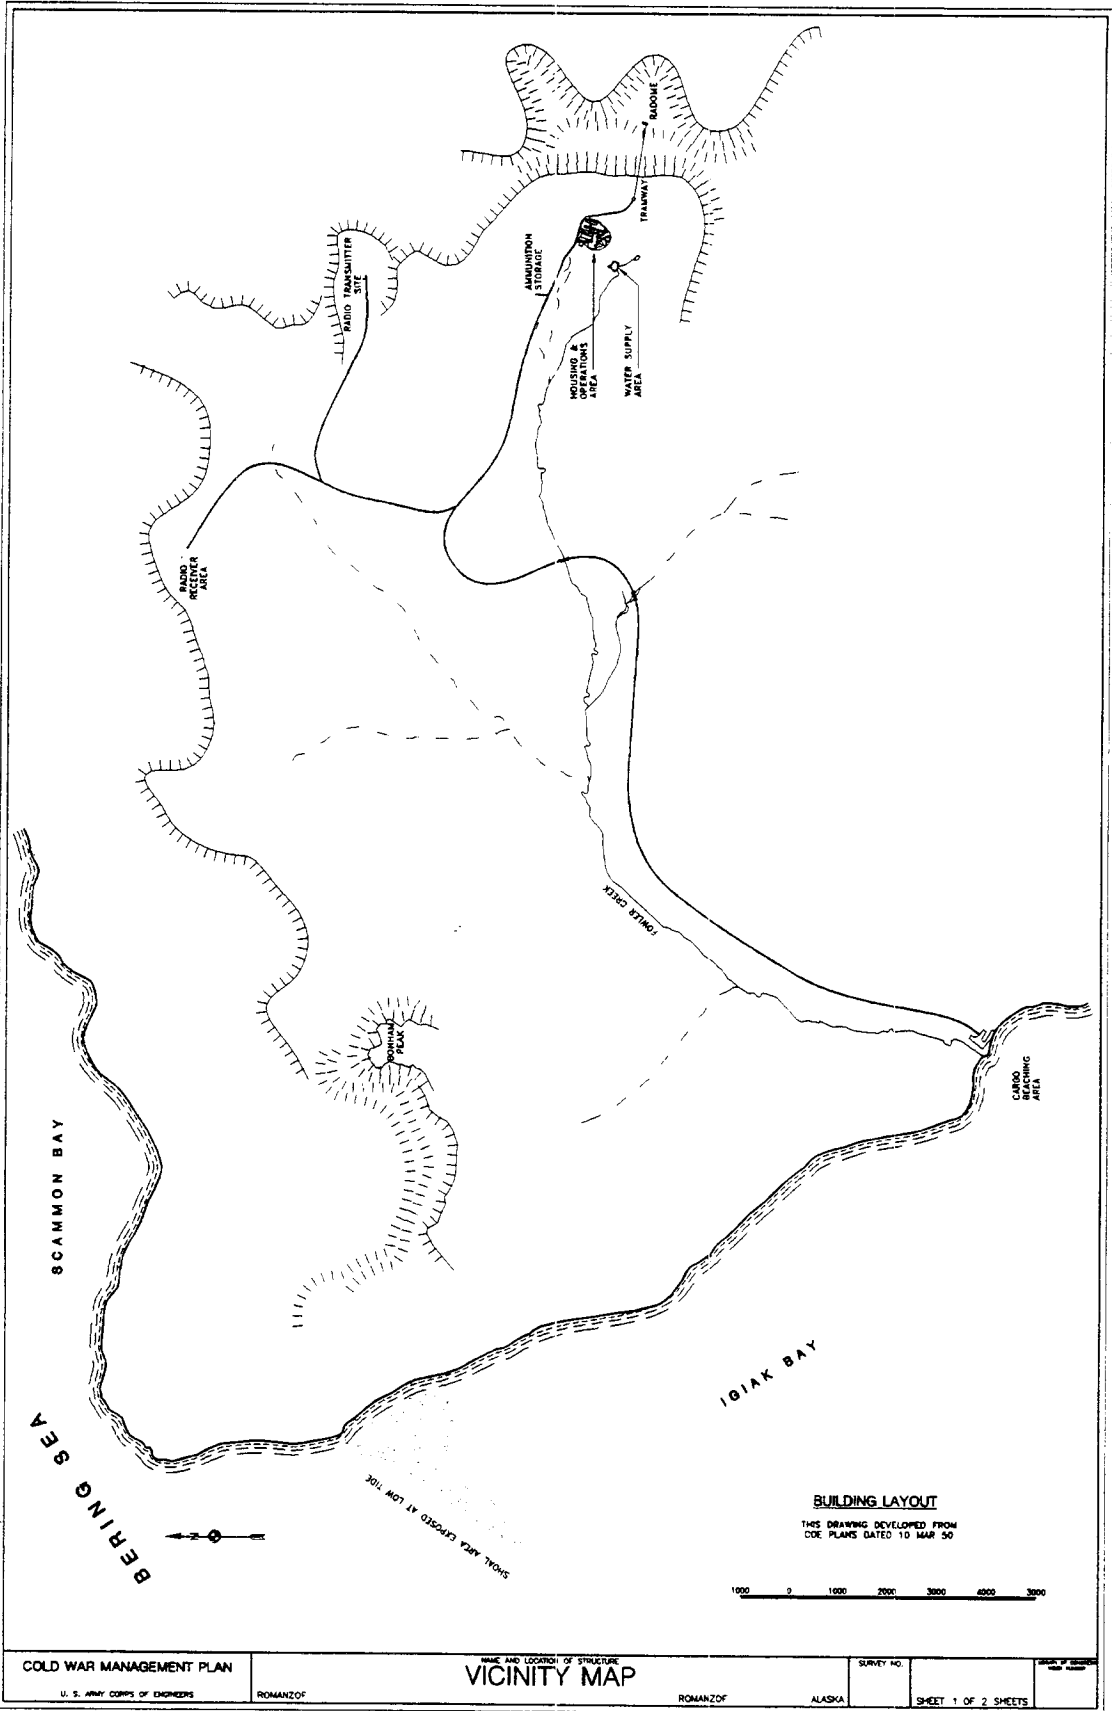 RADOME
TRAMWAY
RADIO TRANSMITTER
SITE
AMMUNITION
STORAGE
HOUSING &
OPERATIONS
AREA
WATER SUPPLY
AREA
RADIO
RECEIVER
AREA
FOWLER CREEK
BONHAM
PEAK
CARGO
BEACHING
AREA
SCAMMON BAY
IGIAK BAY
BERING SEA
SHOAL AREA EXPOSED AT LOW TIDE
N
BUILDING LAYOUT
THIS DRAWING DEVELOPED FROM
COE PLANS DATED 10 MAR 50
1000 0 1000 2000 3000 4000 5000
COLD WAR MANAGEMENT PLAN
U. S. ARMY CORPS OF ENGINEERS
ROMANZOF
NAME AND LOCATION OF STRUCTURE
VICINITY MAP
ROMANZOF ALASKA
SURVEY NO.
SHEET 1 OF 2 SHEETS